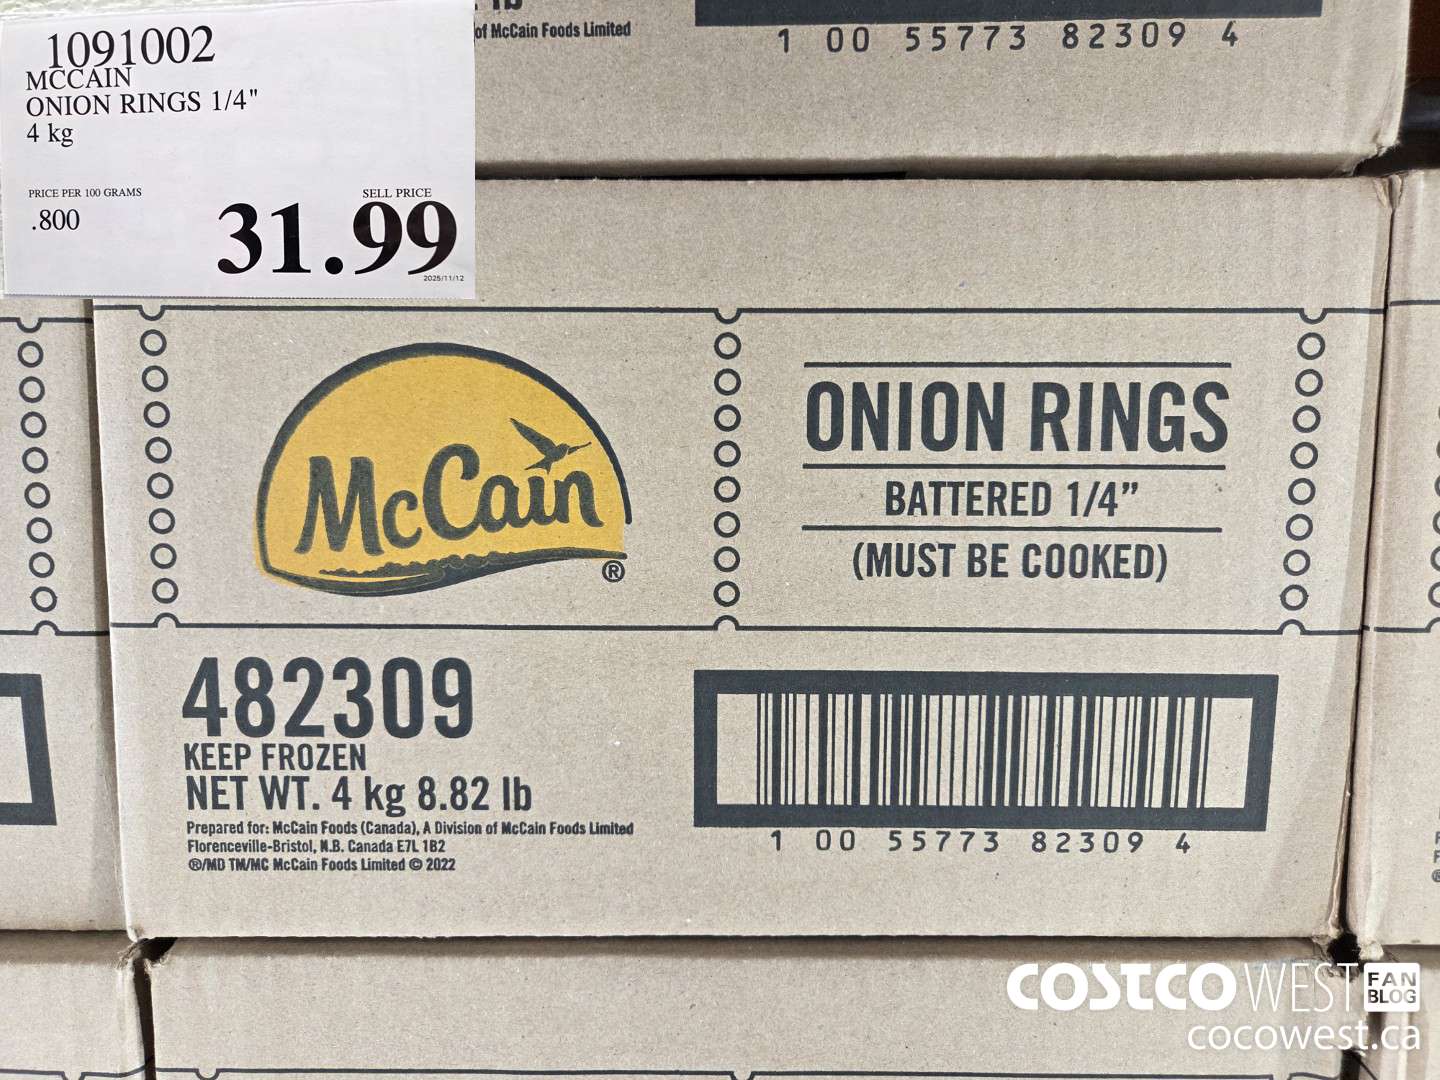 1091002
MCCAIN
ONION RINGS 1/4"
4 kg
PRICE PER 100 GRAMS
.800
SELL PRICE
31.99
2025/11/12
of McCain Foods Limited
1 00 55773 82309 4
McCain
®
ONION RINGS
BATTERED 1/4”
(MUST BE COOKED)
482309
KEEP FROZEN
NET WT. 4 kg 8.82 lb
Prepared for: McCain Foods (Canada), A Division of McCain Foods Limited
Florenceville-Bristol, N.B. Canada E7L 1B2
®/MD TM/MC McCain Foods Limited © 2022
1 00 55773 82309 4
COSTCO WEST FAN BLOG
cocowest.ca